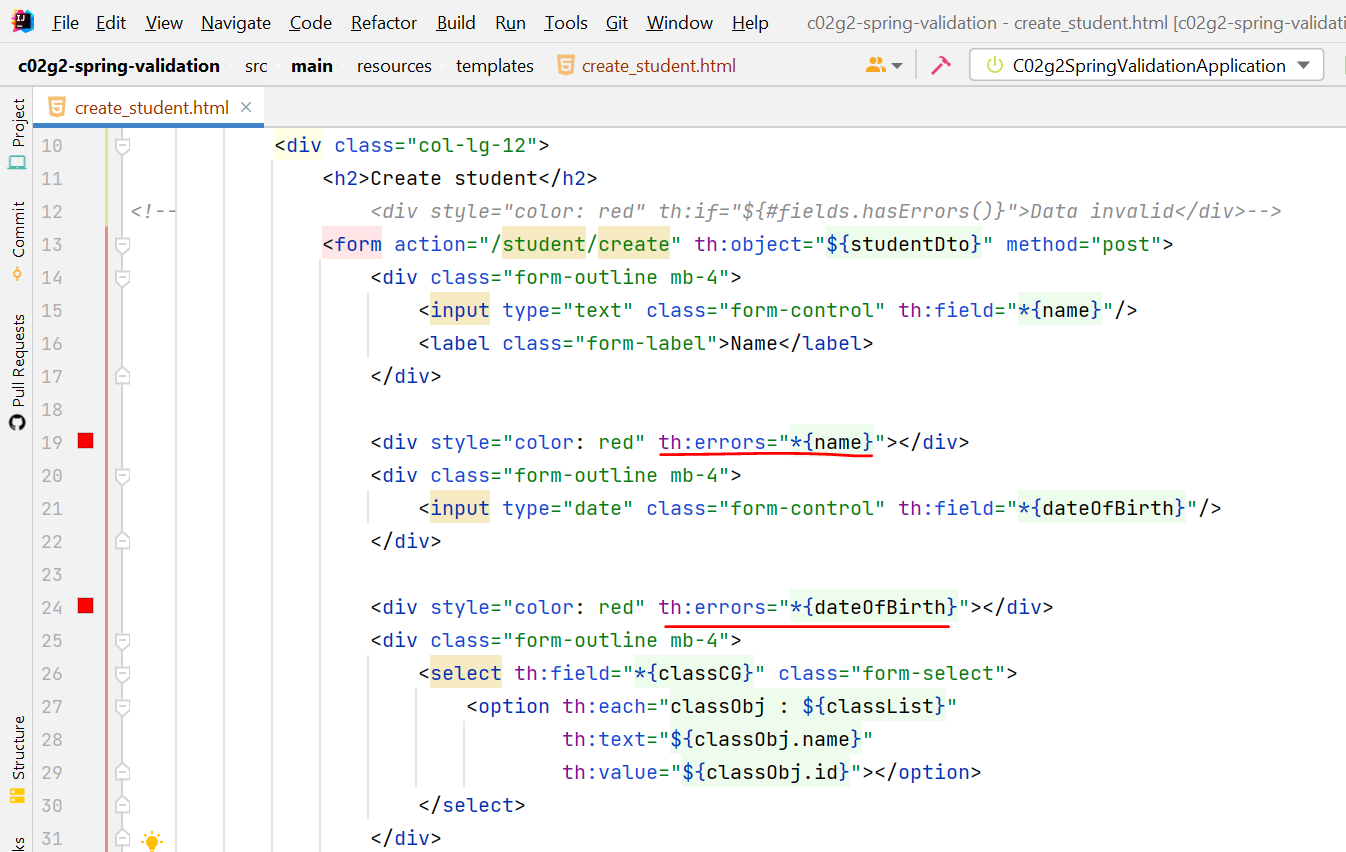 File Edit View Navigate Code Refactor Build Run Tools Git Window Help c02g2-spring-validation - create_student.html [c02g2-spring-validati
c02g2-spring-validation src main resources templates create_student.html C02g2SpringValidationApplication
create_student.html
Project
Commit
Pull Requests
Structure
ks
10 <div class="col-lg-12">
11 <h2>Create student</h2>
12 <!-- <div style="color: red" th:if="${#fields.hasErrors()}">Data invalid</div>-->
13 <form action="/student/create" th:object="${studentDto}" method="post">
14 <div class="form-outline mb-4">
15 <input type="text" class="form-control" th:field="*{name}"/>
16 <label class="form-label">Name</label>
17 </div>
18
19 <div style="color: red" th:errors="*{name}"></div>
20 <div class="form-outline mb-4">
21 <input type="date" class="form-control" th:field="*{dateOfBirth}"/>
22 </div>
23
24 <div style="color: red" th:errors="*{dateOfBirth}"></div>
25 <div class="form-outline mb-4">
26 <select th:field="*{classCG}" class="form-select">
27 <option th:each="classObj : ${classList}"
28 th:text="${classObj.name}"
29 th:value="${classObj.id}"></option>
30 </select>
31 </div>